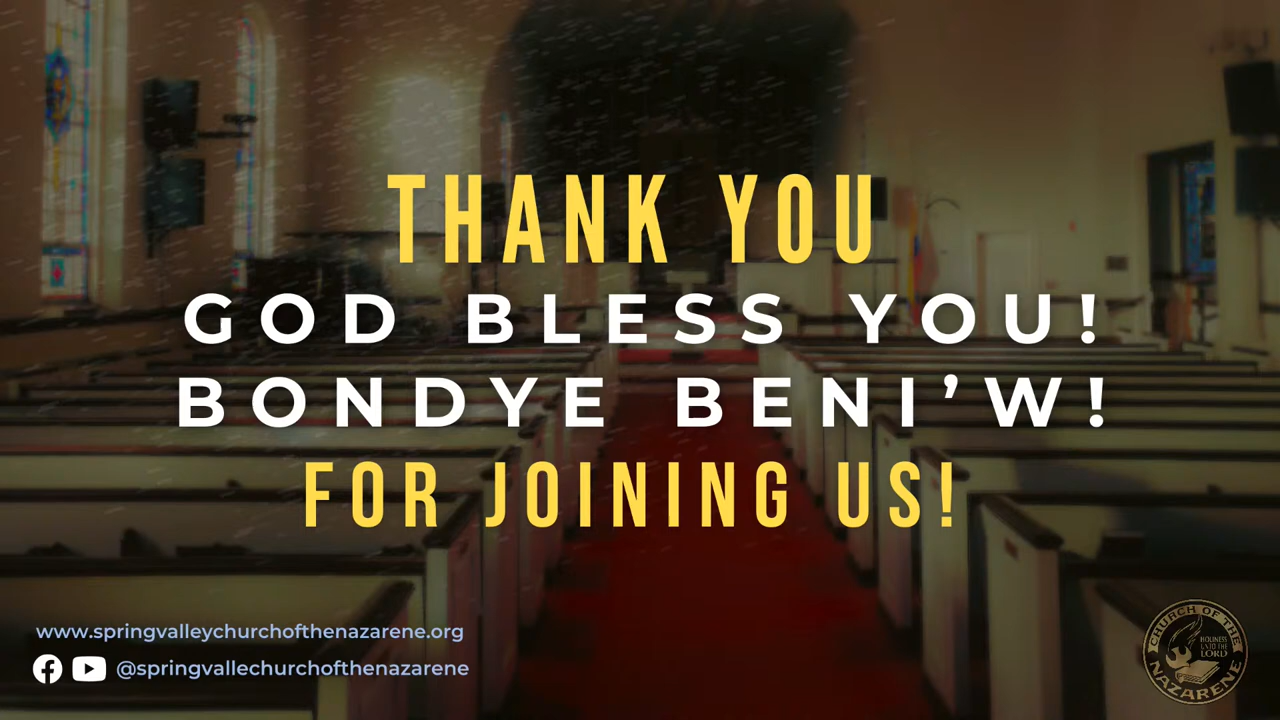 THANK YOU
GOD BLESS YOU!
BONDYE BENI’W!
FOR JOINING US!
www.springvalleychurchofthenazarene.org
@springvallechurchofthenazarene
CHURCH OF THE
HOLINESS
UNTO THE
LORD
NAZARENE